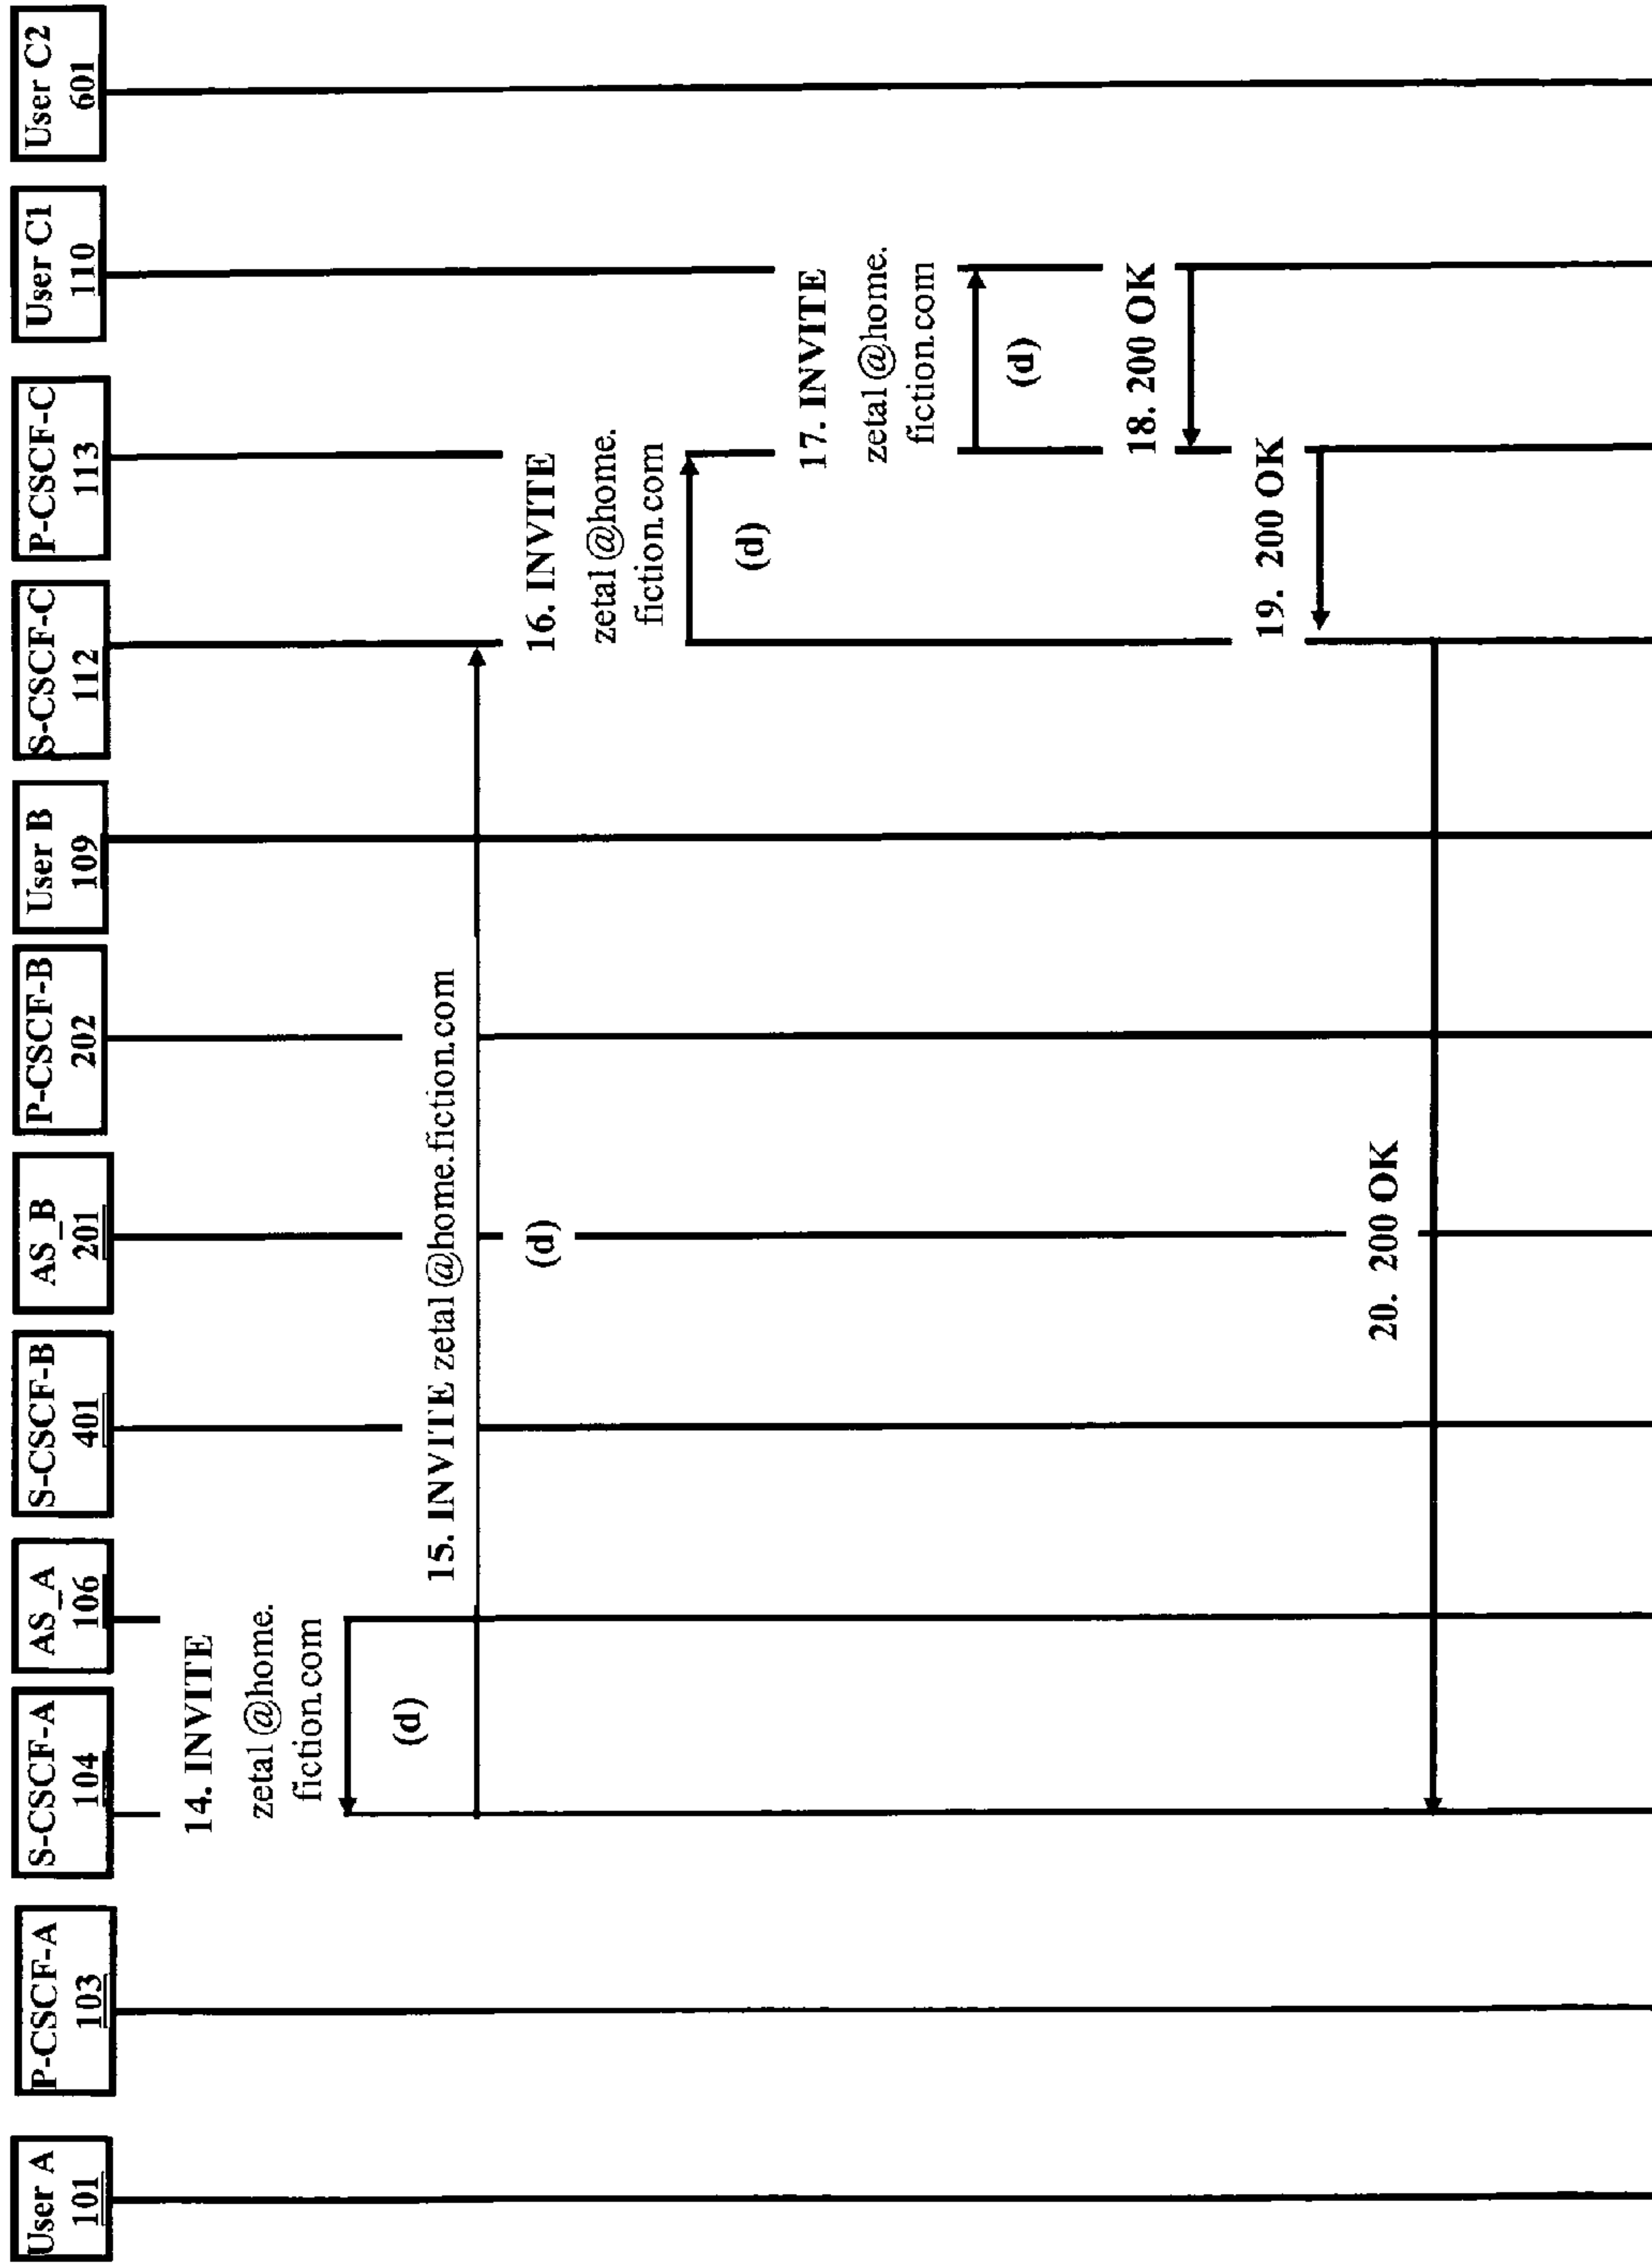 User A
101
P-CSCF-A
103
S-CSCF-A
104
AS_A
106
S-CSCF-B
401
AS_B
201
P-CSCF-B
202
User B
109
S-CSCF-C
112
P-CSCF-C
113
User C1
110
User C2
601
14. INVITE
zetal@home.
fiction.com
(d)
15. INVITE zetal@home.fiction.com
(d)
16. INVITE
zetal@home.
fiction.com
(d)
17. INVITE
zetal@home.
fiction.com
(d)
18. 200 OK
19. 200 OK
20. 200 OK